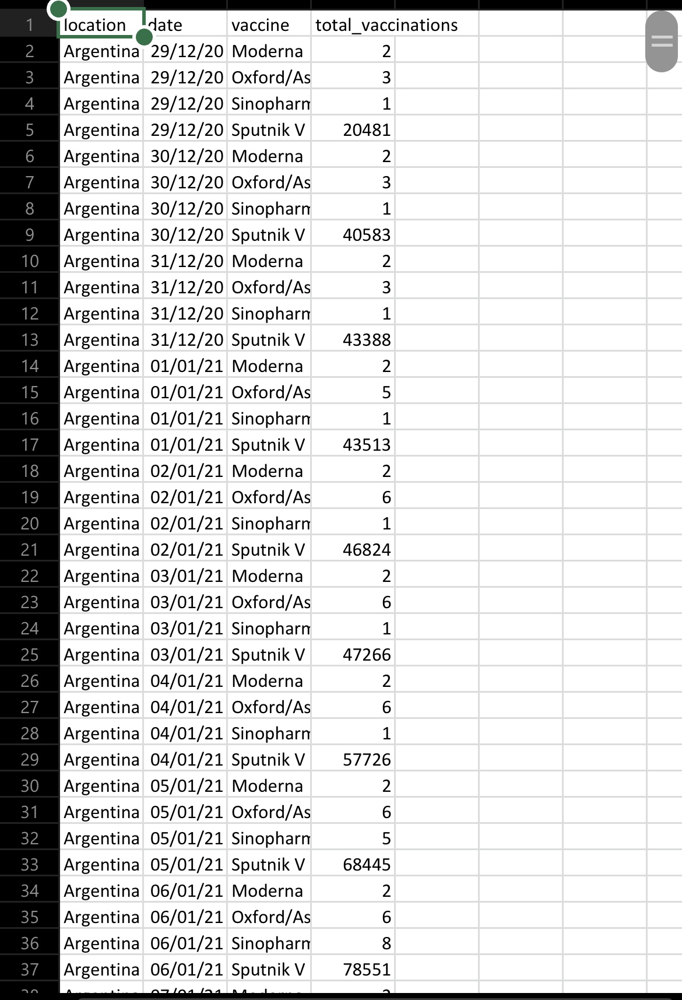 1 location date vaccine total_vaccinations
2 Argentina 29/12/20 Moderna 2
3 Argentina 29/12/20 Oxford/As 3
4 Argentina 29/12/20 Sinopharm 1
5 Argentina 29/12/20 Sputnik V 20481
6 Argentina 30/12/20 Moderna 2
7 Argentina 30/12/20 Oxford/As 3
8 Argentina 30/12/20 Sinopharm 1
9 Argentina 30/12/20 Sputnik V 40583
10 Argentina 31/12/20 Moderna 2
11 Argentina 31/12/20 Oxford/As 3
12 Argentina 31/12/20 Sinopharm 1
13 Argentina 31/12/20 Sputnik V 43388
14 Argentina 01/01/21 Moderna 2
15 Argentina 01/01/21 Oxford/As 5
16 Argentina 01/01/21 Sinopharm 1
17 Argentina 01/01/21 Sputnik V 43513
18 Argentina 02/01/21 Moderna 2
19 Argentina 02/01/21 Oxford/As 6
20 Argentina 02/01/21 Sinopharm 1
21 Argentina 02/01/21 Sputnik V 46824
22 Argentina 03/01/21 Moderna 2
23 Argentina 03/01/21 Oxford/As 6
24 Argentina 03/01/21 Sinopharm 1
25 Argentina 03/01/21 Sputnik V 47266
26 Argentina 04/01/21 Moderna 2
27 Argentina 04/01/21 Oxford/As 6
28 Argentina 04/01/21 Sinopharm 1
29 Argentina 04/01/21 Sputnik V 57726
30 Argentina 05/01/21 Moderna 2
31 Argentina 05/01/21 Oxford/As 6
32 Argentina 05/01/21 Sinopharm 5
33 Argentina 05/01/21 Sputnik V 68445
34 Argentina 06/01/21 Moderna 2
35 Argentina 06/01/21 Oxford/As 6
36 Argentina 06/01/21 Sinopharm 8
37 Argentina 06/01/21 Sputnik V 78551